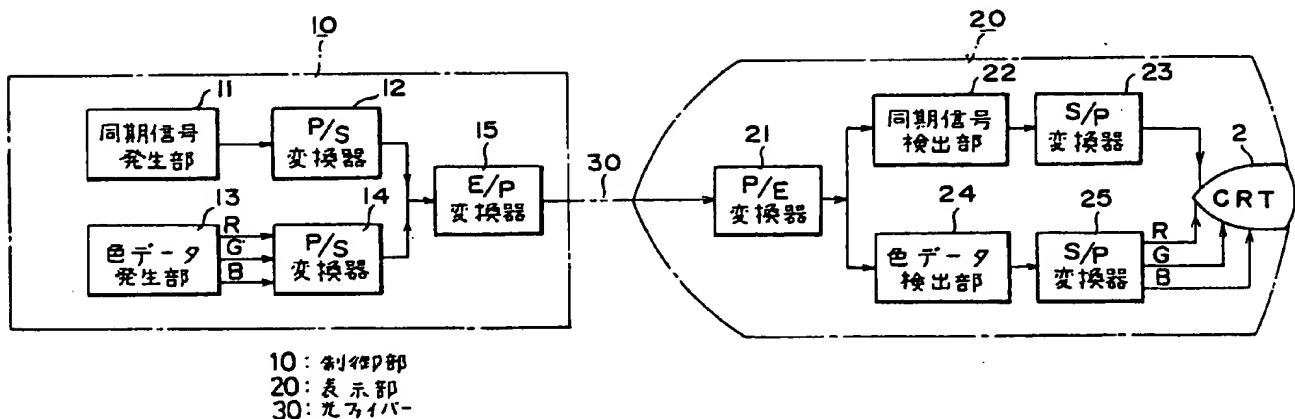 10
20
11
12
22
23
同期信号
発生部
P/S
変換器
15
同期信号
検出部
S/P
変換器
2
13
14
E/P
変換器
30
21
P/E
変換器
24
25
CRT
色データ
発生部
R
G
B
P/S
変換器
色データ
検出部
S/P
変換器
R
G
B
10：制御部
20：表示部
30：光ファイバー